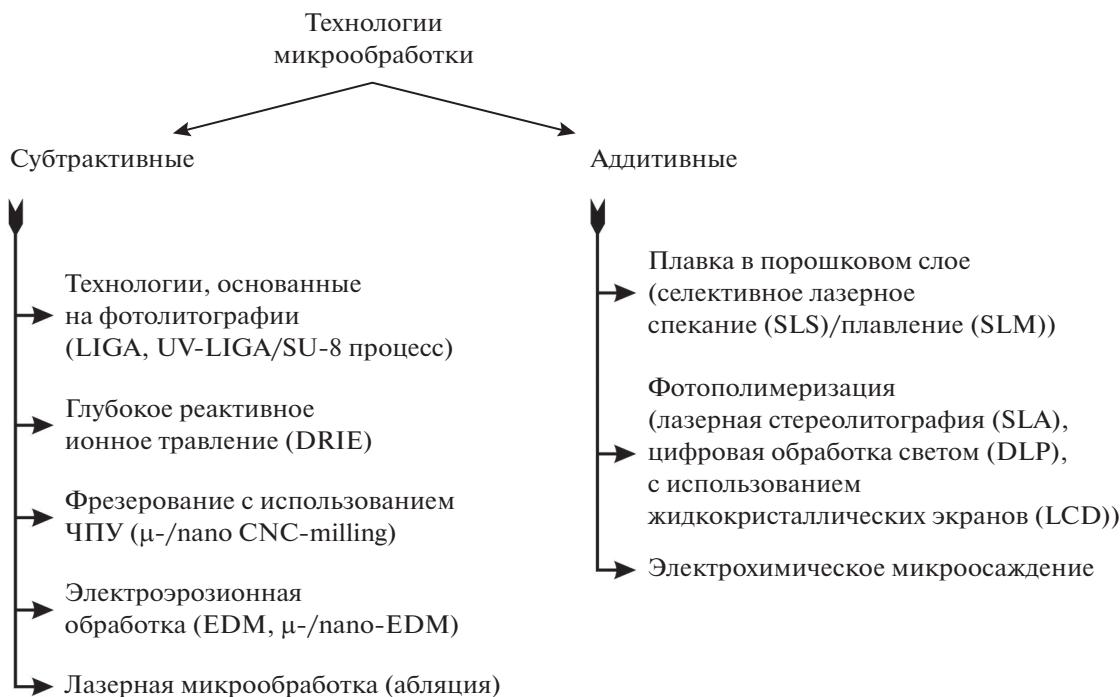 Технологии
микрообработки
Субтрактивные
Технологии, основанные
на фотолитографии
(LIGA, UV-LIGA/SU-8 процесс)
Глубокое реактивное
ионное травление (DRIE)
Фрезерование с использованием
ЧПУ (μ-/nano CNC-milling)
Электроэрозионная
обработка (EDM, μ-/nano-EDM)
Лазерная микрообработка (абляция)
Аддитивные
Плавка в порошковом слое
(селективное лазерное
спекание (SLS)/плавление (SLM))
Фотополимеризация
(лазерная стереолитография (SLA),
цифровая обработка светом (DLP),
с использованием
жидкокристаллических экранов (LCD))
Электрохимическое микроосаждение